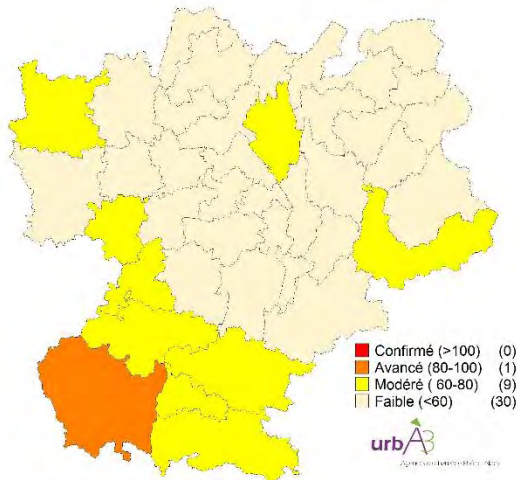 Confirmé (>100) (0)
Avancé (80-100) (1)
Modéré ( 60-80) (9)
Faible (<60) (30)
urbA3